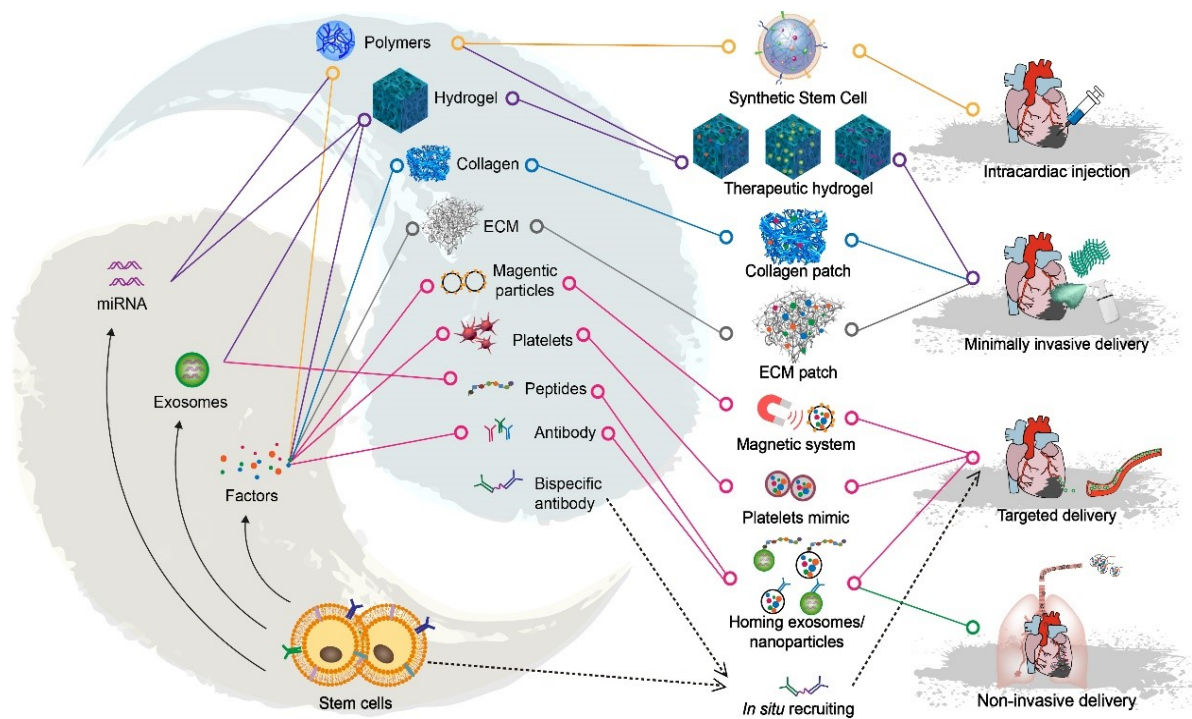 Polymers
Hydrogel
Collagen
ECM
Magentic
particles
Platelets
Peptides
Antibody
Bispecific
antibody
miRNA
Exosomes
Factors
Stem cells
Synthetic Stem Cell
Therapeutic hydrogel
Collagen patch
ECM patch
Magnetic system
Platelets mimic
Homing exosomes/
nanoparticles
In situ recruiting
Intracardiac injection
Minimally invasive delivery
Targeted delivery
Non-invasive delivery